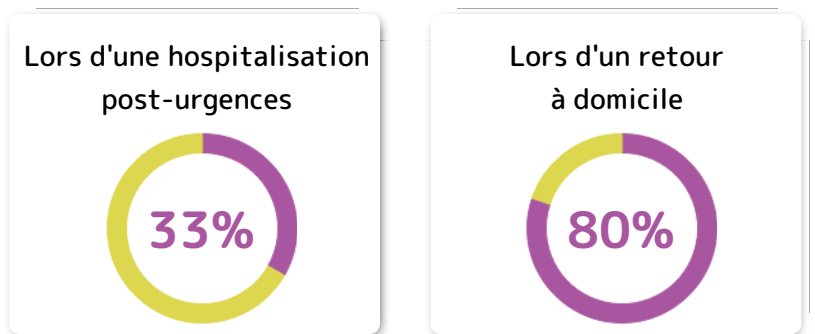 Lors d'une hospitalisation
post-urgences
33%
Lors d'un retour
à domicile
80%